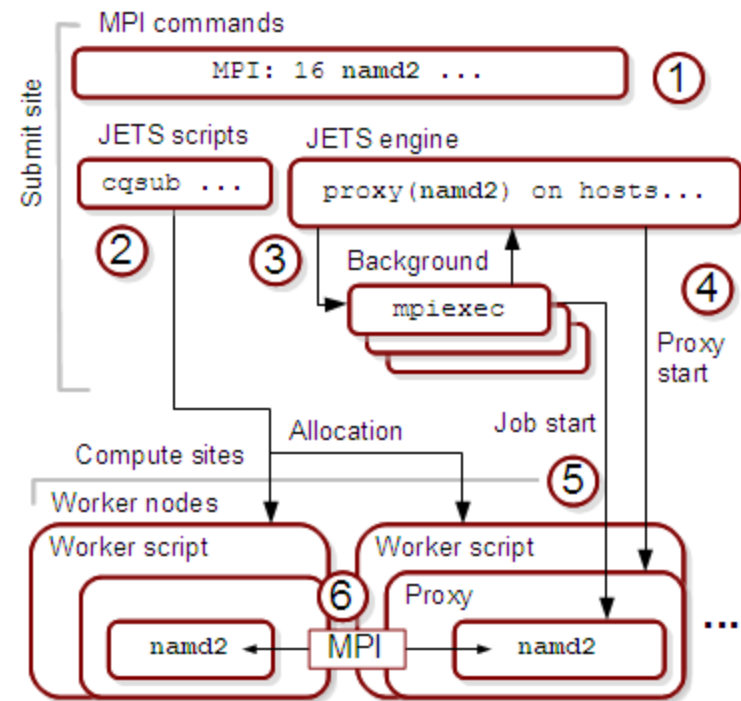 MPI commands
MPI: 16 namd2 ...
1
Submit site
JETS scripts
JETS engine
cqsub ...
proxy(namd2) on hosts...
2
3
Background
4
mpiexec
Proxy
start
Allocation
Job start
Compute sites
5
Worker nodes
Worker script
Worker script
6
Proxy
...
namd2
MPI
namd2